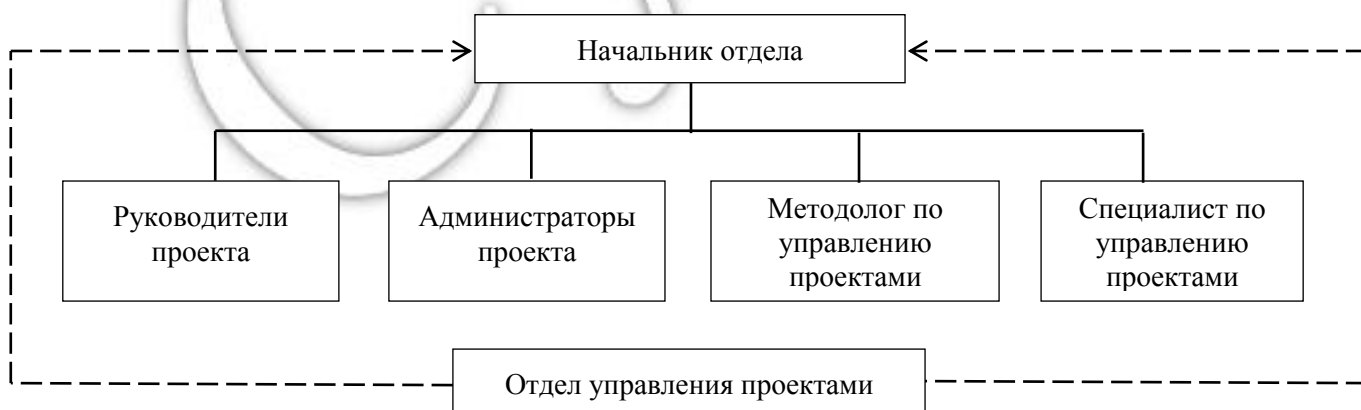 Начальник отдела
Руководители
проекта
Администраторы
проекта
Методолог по
управлению
проектами
Специалист по
управлению
проектами
Отдел управления проектами